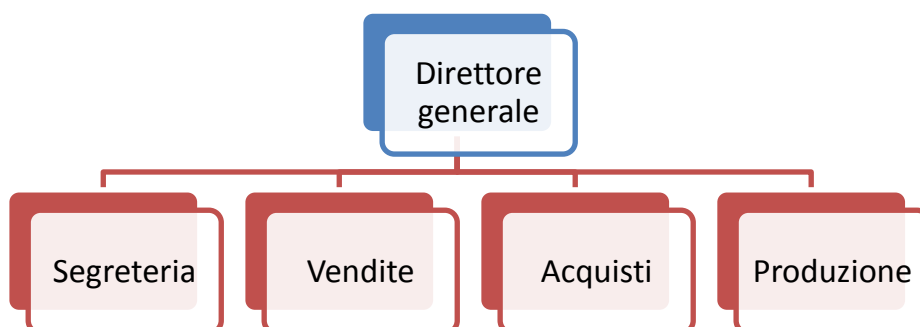 Direttore
generale
Segreteria
Vendite
Acquisti
Produzione